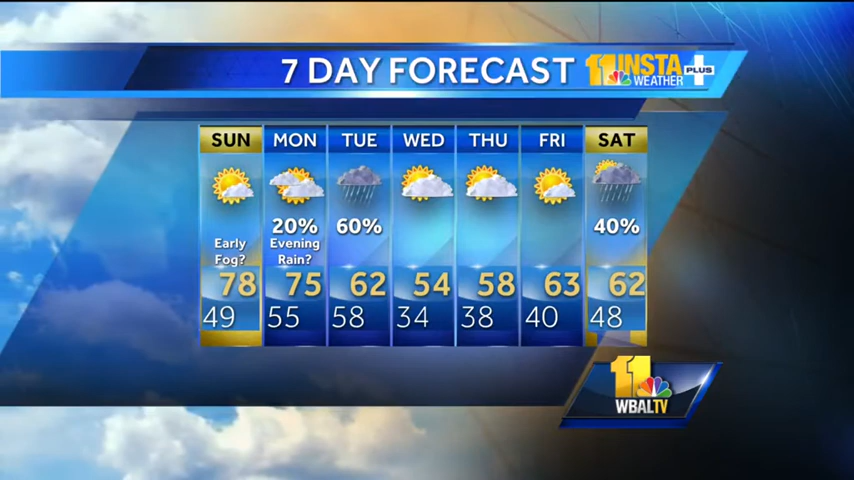 7 DAY FORECAST
11 INSTA
WEATHER
PLUS
SUN MON TUE WED THU FRI SAT
20% 60% 40%
Early Evening
Fog? Rain?
78 75 62 54 58 63 62
49 55 58 34 38 40 48
11
WBALTV